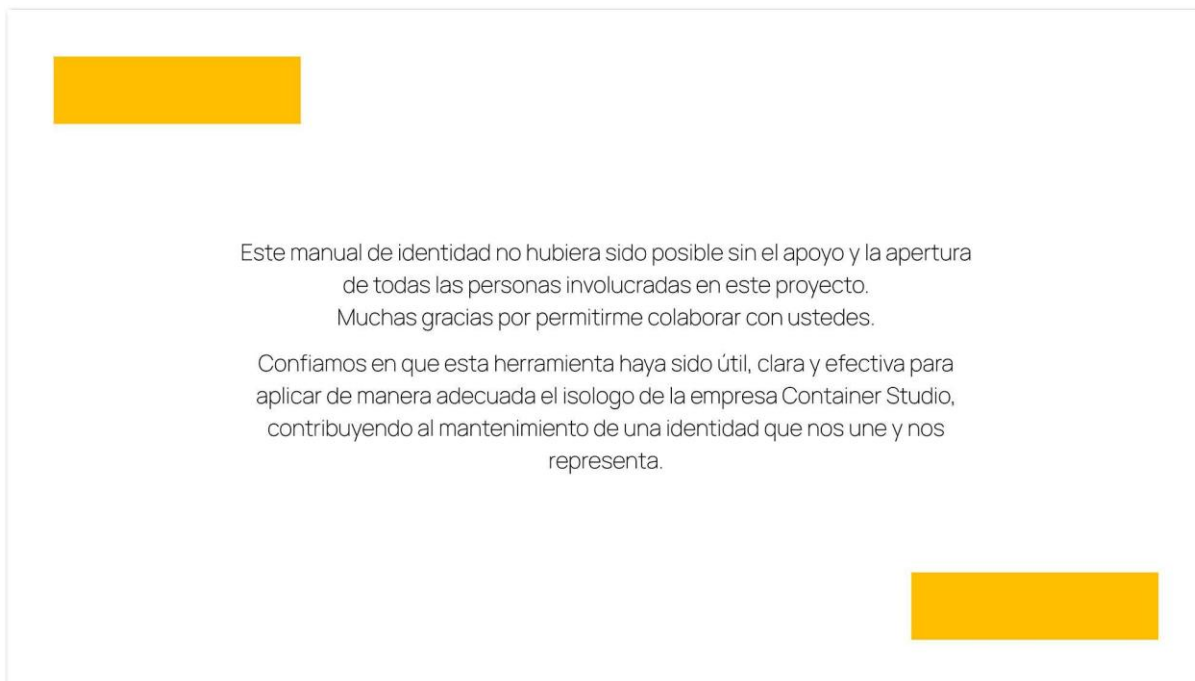 Este manual de identidad no hubiera sido posible sin el apoyo y la apertura
de todas las personas involucradas en este proyecto.
Muchas gracias por permitirme colaborar con ustedes.
Confiamos en que esta herramienta haya sido útil, clara y efectiva para
aplicar de manera adecuada el isologo de la empresa Container Studio,
contribuyendo al mantenimiento de una identidad que nos une y nos
representa.